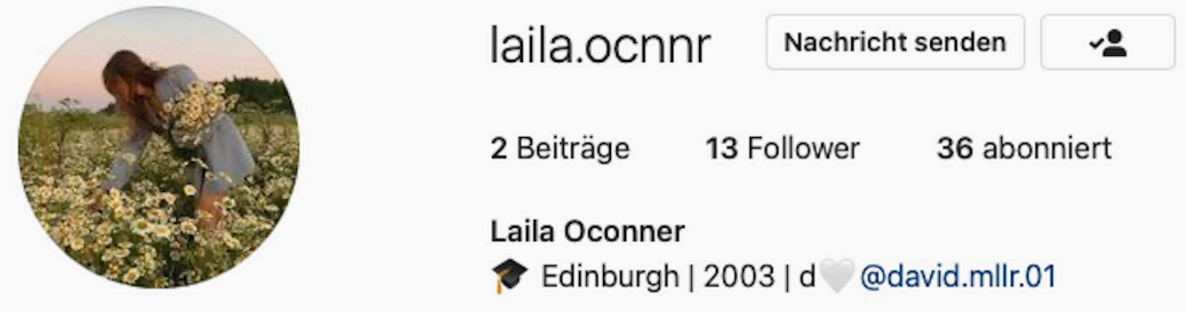 laila.ocnnr Nachricht senden
2 Beiträge 13 Follower 36 abonniert
Laila Oconner
🎓 Edinburgh | 2003 | d🤍@david.mllr.01